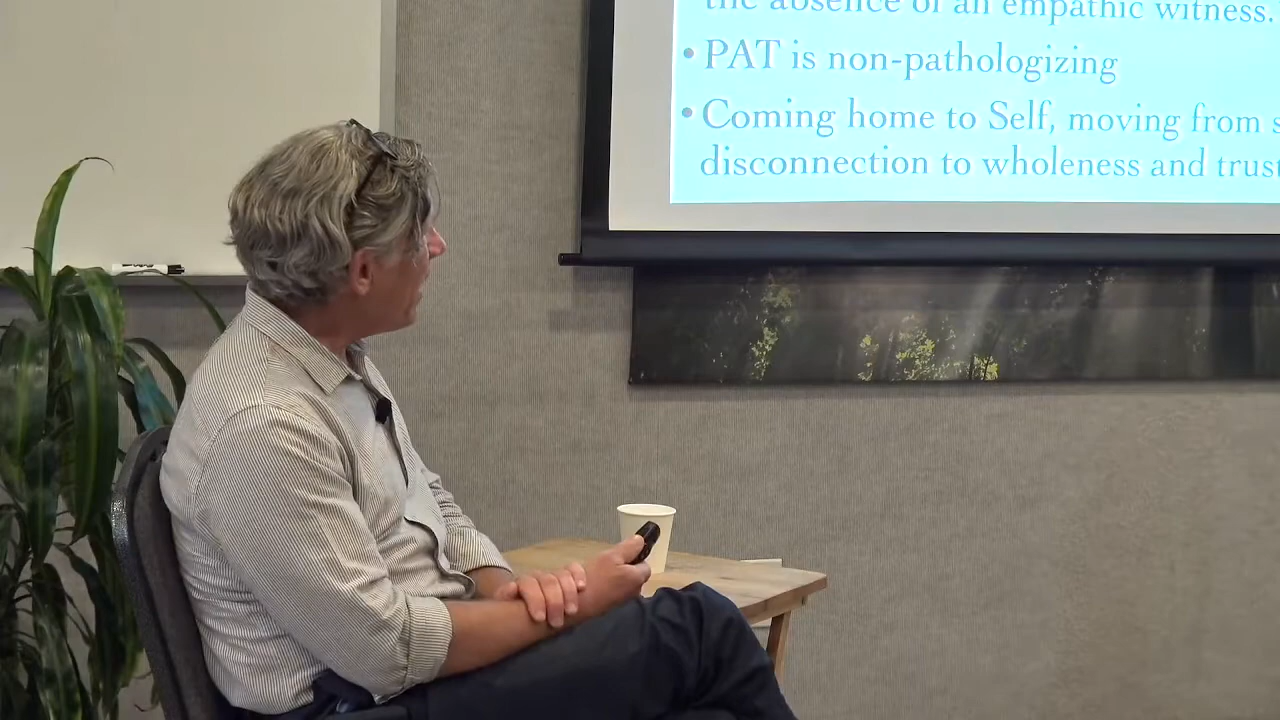 the absence of an empathic witness.
• PAT is non-pathologizing
• Coming home to Self, moving from
disconnection to wholeness and trust